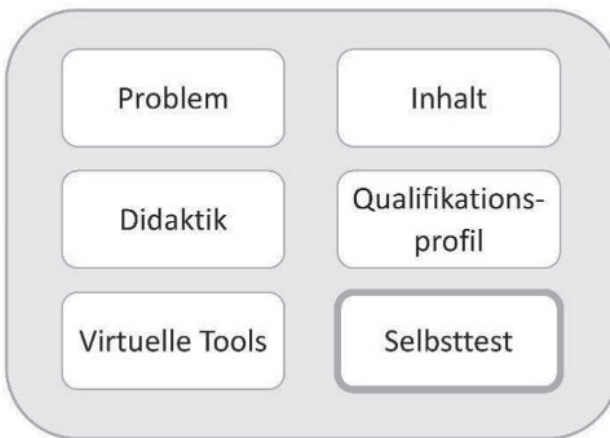 Problem
Inhalt
Didaktik
Qualifikations-
profil
Virtuelle Tools
Selbsttest